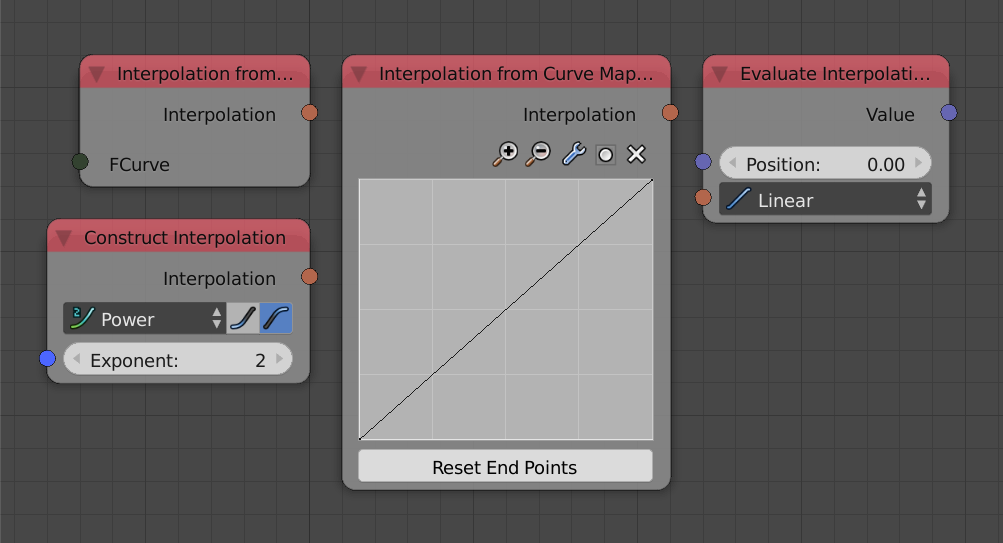 Interpolation from...
Interpolation
FCurve
Construct Interpolation
Interpolation
2
Power
Exponent: 2
Interpolation from Curve Map...
Interpolation
Reset End Points
Evaluate Interpolati...
Value
Position: 0.00
Linear